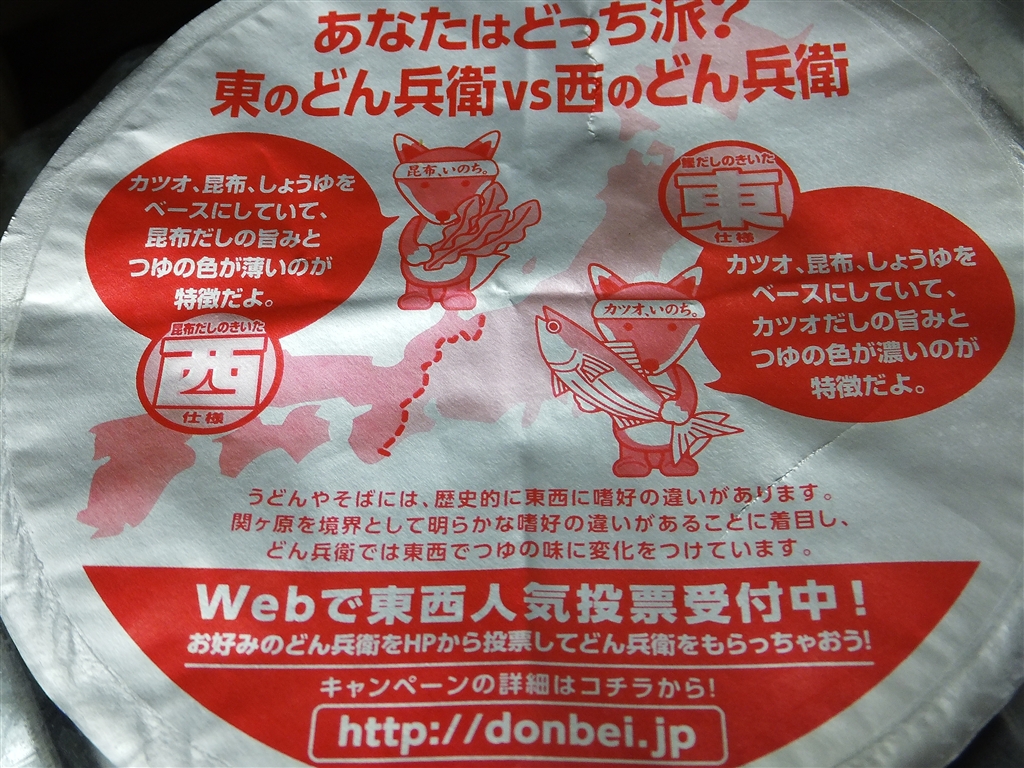 あなたはどっち派?
東のどん兵衛vs西のどん兵衛
カツオ、昆布、しょうゆを
ベースにしていて、
昆布だしの旨みと
つゆの色が薄いのが
特徴だよ。
昆布、いのち。
昆布だしのきいた
西
仕様
鰹だしのきいた
東
仕様
カツオ、昆布、しょうゆを
ベースにしていて、
カツオだしの旨みと
つゆの色が濃いのが
特徴だよ。
カツオ、いのち。
うどんやそばには、歴史的に東西に嗜好の違いがあります。
関ヶ原を境界として明らかな嗜好の違いがあることに着目し、
どん兵衛では東西でつゆの味に変化をつけています。
Webで東西人気投票受付中!
お好みのどん兵衛をHPから投票してどん兵衛をもらっちゃおう!
キャンペーンの詳細はコチラから!
http://donbei.jp